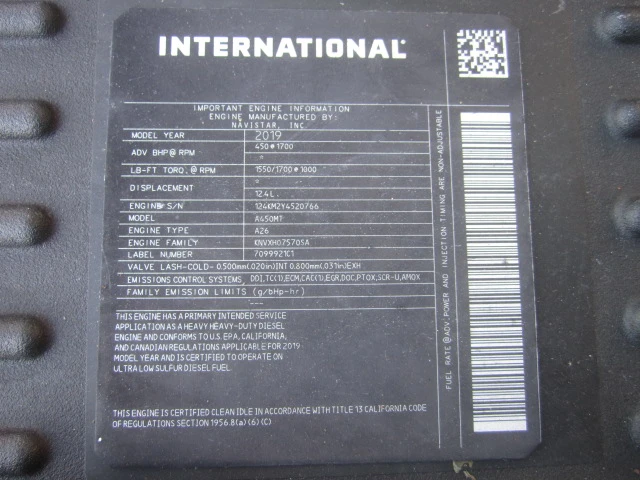 INTERNATIONAL
IMPORTANT ENGINE INFORMATION
ENGINE MANUFACTURED BY:
NAVISTAR, INC.
MODEL YEAR 2019
ADV BHP@RPM 450@1700
*
LB-FT TORQ.@RPM 1550/1700@1000
*
DISPLACEMENT 12.4L
ENGINE S/N 124KM2Y4520766
MODEL A450MT
ENGINE TYPE A26
ENGINE FAMILY KNVXH07570SA
LABEL NUMBER 7099921C1
VALVE LASH-COLD- 0.500mm(.020in)INT 0.800mm(.031in)EXH
EMISSIONS CONTROL SYSTEMS, DDI,TC(1),ECM,CAC(1),EGR,DOC,PTOX,SCR-U,AMOX
FAMILY EMISSION LIMITS (g/bHp-hr)
---
THIS ENGINE HAS A PRIMARY INTENDED SERVICE
APPLICATION AS A HEAVY HEAVY-DUTY DIESEL
ENGINE AND CONFORMS TO U.S.EPA, CALIFORNIA,
AND CANADIAN REGULATIONS APPLICABLE FOR 2019
MODEL YEAR AND IS CERTIFIED TO OPERATE ON
ULTRA LOW SULFUR DIESEL FUEL.
THIS ENGINE IS CERTIFIED CLEAN IDLE IN ACCORDANCE WITH TITLE 13 CALIFORNIA CODE
OF REGULATIONS SECTION 1956.8(a)(6)(C)
FUEL RATE @ADV. POWER AND INJECTION TIMING ARE NON-ADJUSTABLE